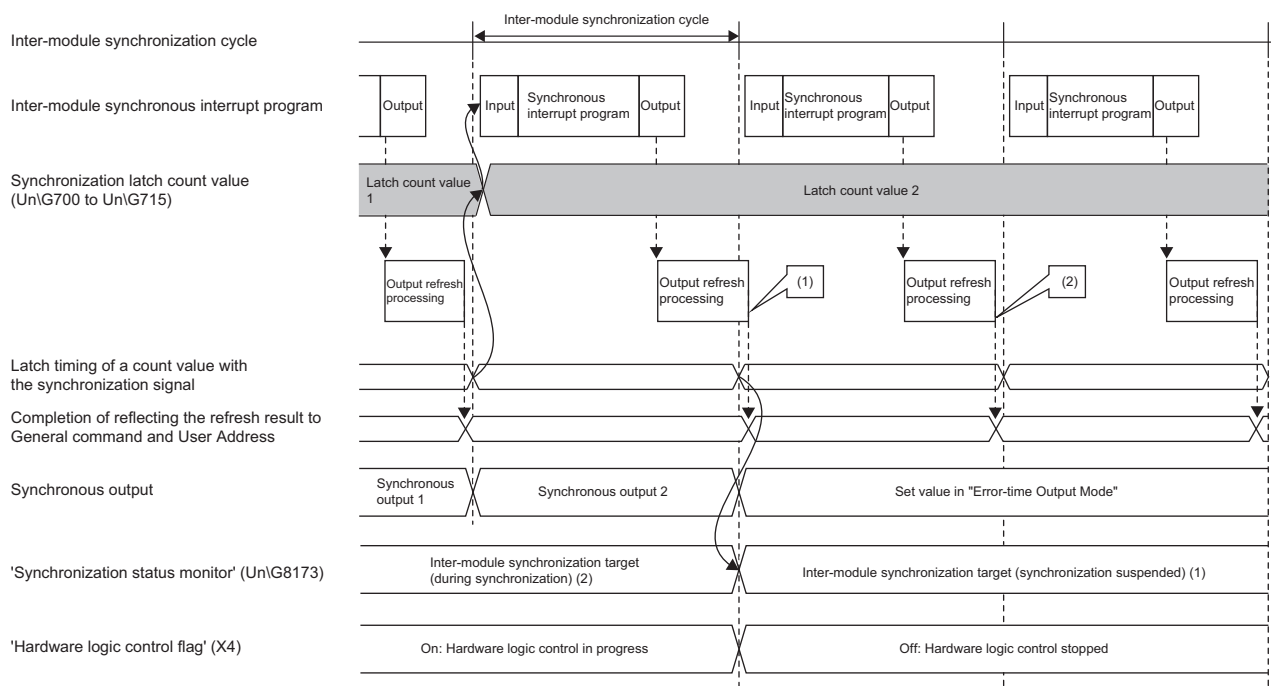 Inter-module synchronization cycle
Inter-module synchronization cycle
Inter-module synchronous interrupt program
Output
Input
Synchronous
interrupt program
Output
Input
Synchronous
interrupt program
Output
Input
Synchronous
interrupt program
Output
Synchronization latch count value
(Un\G700 to Un\G715)
Latch count value
1
Latch count value 2
Output refresh
processing
Output refresh
processing
(1)
Output refresh
processing
(2)
Output refresh
processing
Latch timing of a count value with
the synchronization signal
Completion of reflecting the refresh result to
General command and User Address
Synchronous output
Synchronous
output 1
Synchronous output 2
Set value in "Error-time Output Mode"
'Synchronization status monitor' (Un\G8173)
Inter-module synchronization target
(during synchronization) (2)
Inter-module synchronization target (synchronization suspended) (1)
'Hardware logic control flag' (X4)
On: Hardware logic control in progress
Off: Hardware logic control stopped